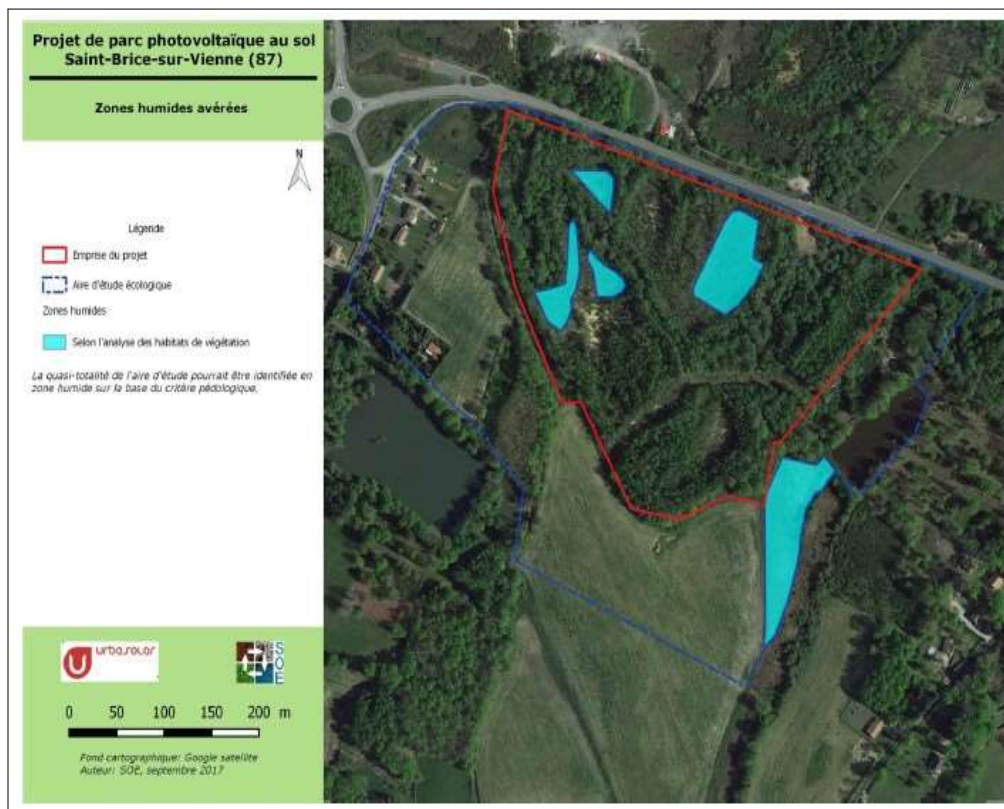 Projet de parc photovoltaïque au sol
Saint-Brice-sur-Vienne (87)
Zones humides avérées
N
Légende
Emprise du projet
Aire d'étude écologique
Zones humides:
Selon l'analyse des habitats de végétation
La quasi-totalité de l'aire d'étude pourrait être identifiée en
zone humide sur la base du critère pédologique.
urbasolar
SOE
0 50 100 150 200 m
Fond cartographique: Google satellite
Auteur: SOE, septembre 2017